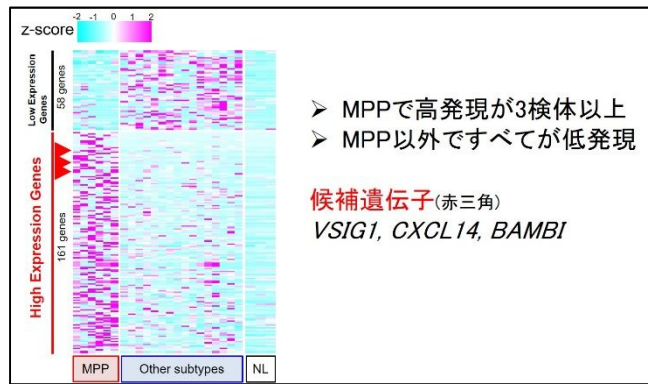 z-score
-2 -1 0 1 2
Low Expression
Genes
58 genes
High Expression Genes
161 genes
MPP
Other subtypes
NL
➢ MPPで高発現が3検体以上
➢ MPP以外ですべてが低発現
候補遺伝子(赤三角)
VSIG1, CXCL14, BAMBI